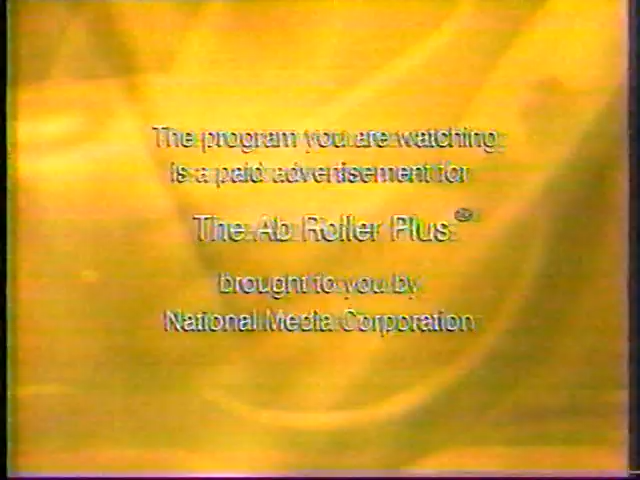 The program you are watching
is a paid advertisement for
The Ab Roller Plus®
brought to you by
National Media Corporation